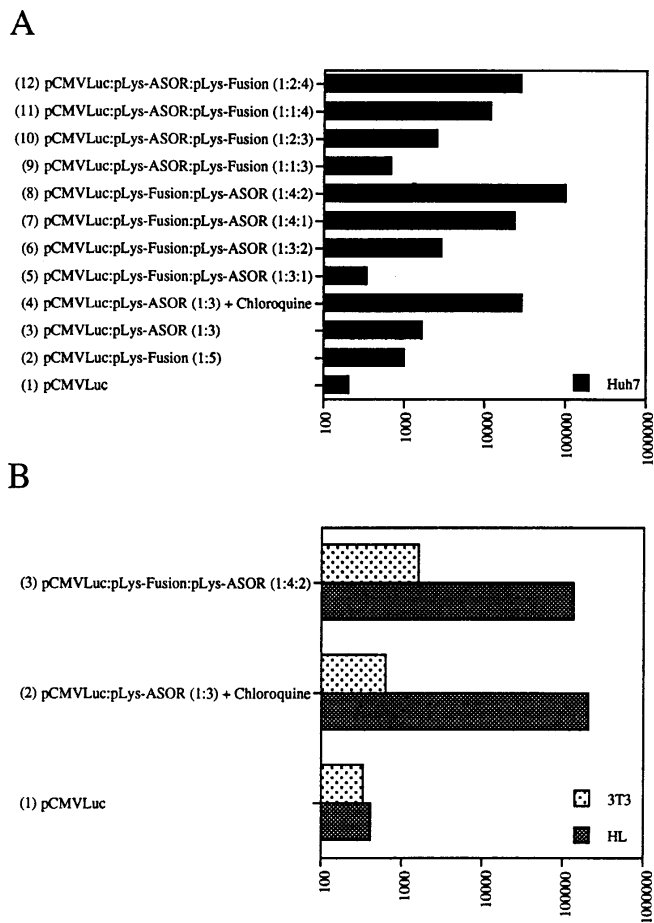 A
(12) pCMVLuc:pLys-ASOR:pLys-Fusion (1:2:4)
(11) pCMVLuc:pLys-ASOR:pLys-Fusion (1:1:4)
(10) pCMVLuc:pLys-ASOR:pLys-Fusion (1:2:3)
(9) pCMVLuc:pLys-ASOR:pLys-Fusion (1:1:3)
(8) pCMVLuc:pLys-Fusion:pLys-ASOR (1:4:2)
(7) pCMVLuc:pLys-Fusion:pLys-ASOR (1:4:1)
(6) pCMVLuc:pLys-Fusion:pLys-ASOR (1:3:2)
(5) pCMVLuc:pLys-Fusion:pLys-ASOR (1:3:1)
(4) pCMVLuc:pLys-ASOR (1:3) + Chloroquine
(3) pCMVLuc:pLys-ASOR (1:3)
(2) pCMVLuc:pLys-Fusion (1:5)
(1) pCMVLuc
Huh7
100 1000 10000 100000 1000000
B
(3) pCMVLuc:pLys-Fusion:pLys-ASOR (1:4:2)
(2) pCMVLuc:pLys-ASOR (1:3) + Chloroquine
(1) pCMVLuc
3T3
HL
100 1000 10000 100000 1000000